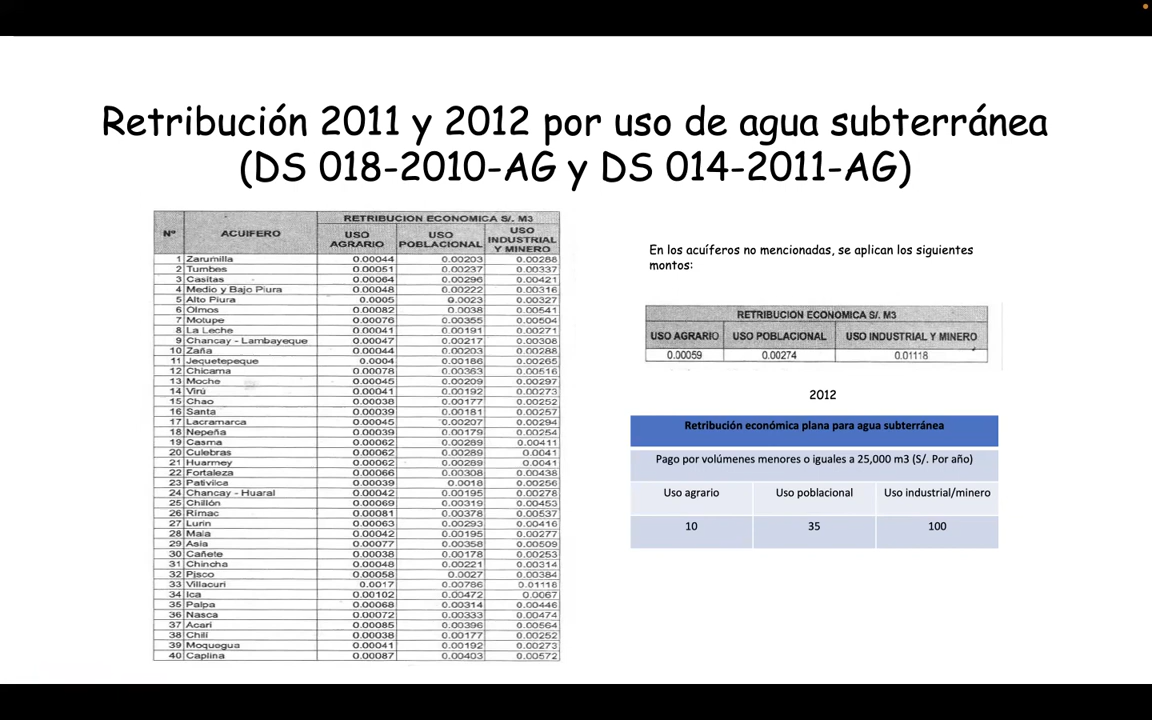 Retribución 2011 y 2012 por uso de agua subterránea
(DS 018-2010-AG y DS 014-2011-AG)
Nº ACUIFERO RETRIBUCION ECONOMICA S/. M3
USO AGRARIO USO POBLACIONAL USO INDUSTRIAL Y MINERO
1 Zarumilla 0.00044 0.00203 0.00288
2 Tumbes 0.00051 0.00237 0.00337
3 Casitas 0.00064 0.00296 0.00421
4 Medio y Bajo Piura 0.00048 0.00222 0.00316
5 Alto Piura 0.0005 0.0023 0.00327
6 Olmos 0.00082 0.0038 0.00541
7 Motupe 0.00076 0.00355 0.00504
8 La Leche 0.00041 0.00191 0.00271
9 Chancay - Lambayeque 0.00047 0.00217 0.00308
10 Zaña 0.00044 0.00203 0.00288
11 Jequetepeque 0.0004 0.00186 0.00265
12 Chicama 0.00078 0.00363 0.00516
13 Moche 0.00045 0.00209 0.00297
14 Virú 0.00041 0.00192 0.00273
15 Chao 0.00038 0.00177 0.00252
16 Santa 0.00039 0.00181 0.00257
17 Lacramarca 0.00045 0.00207 0.00294
18 Nepeña 0.00039 0.00179 0.00254
19 Casma 0.00062 0.00289 0.00411
20 Culebras 0.00062 0.00289 0.0041
21 Huarmey 0.00062 0.00289 0.0041
22 Fortaleza 0.00066 0.00308 0.00438
23 Pativilca 0.00039 0.0018 0.00256
24 Chancay - Huaral 0.00042 0.00195 0.00278
25 Chillón 0.00069 0.00319 0.00453
26 Rimac 0.00081 0.00378 0.00537
27 Lurin 0.00063 0.00293 0.00416
28 Mala 0.00042 0.00195 0.00277
29 Asia 0.00077 0.00358 0.00509
30 Cañete 0.00038 0.00178 0.00253
31 Chincha 0.00048 0.00221 0.00314
32 Pisco 0.00058 0.0027 0.00384
33 Villacuri 0.0017 0.00786 0.01118
34 Ica 0.00102 0.00472 0.0067
35 Palpa 0.00068 0.00314 0.00446
36 Nasca 0.00072 0.00333 0.00474
37 Acarí 0.00085 0.00396 0.00564
38 Chili 0.00038 0.00177 0.00252
39 Moquegua 0.00041 0.00192 0.00273
40 Caplina 0.00087 0.00403 0.00572
En los acuíferos no mencionadas, se aplican los siguientes
montos:
RETRIBUCION ECONOMICA S/. M3
USO AGRARIO USO POBLACIONAL USO INDUSTRIAL Y MINERO
0.00059 0.00274 0.01118
2012
Retribución económica plana para agua subterránea
Pago por volúmenes menores o iguales a 25,000 m3 (S/. Por año)
Uso agrario Uso poblacional Uso industrial/minero
10 35 100